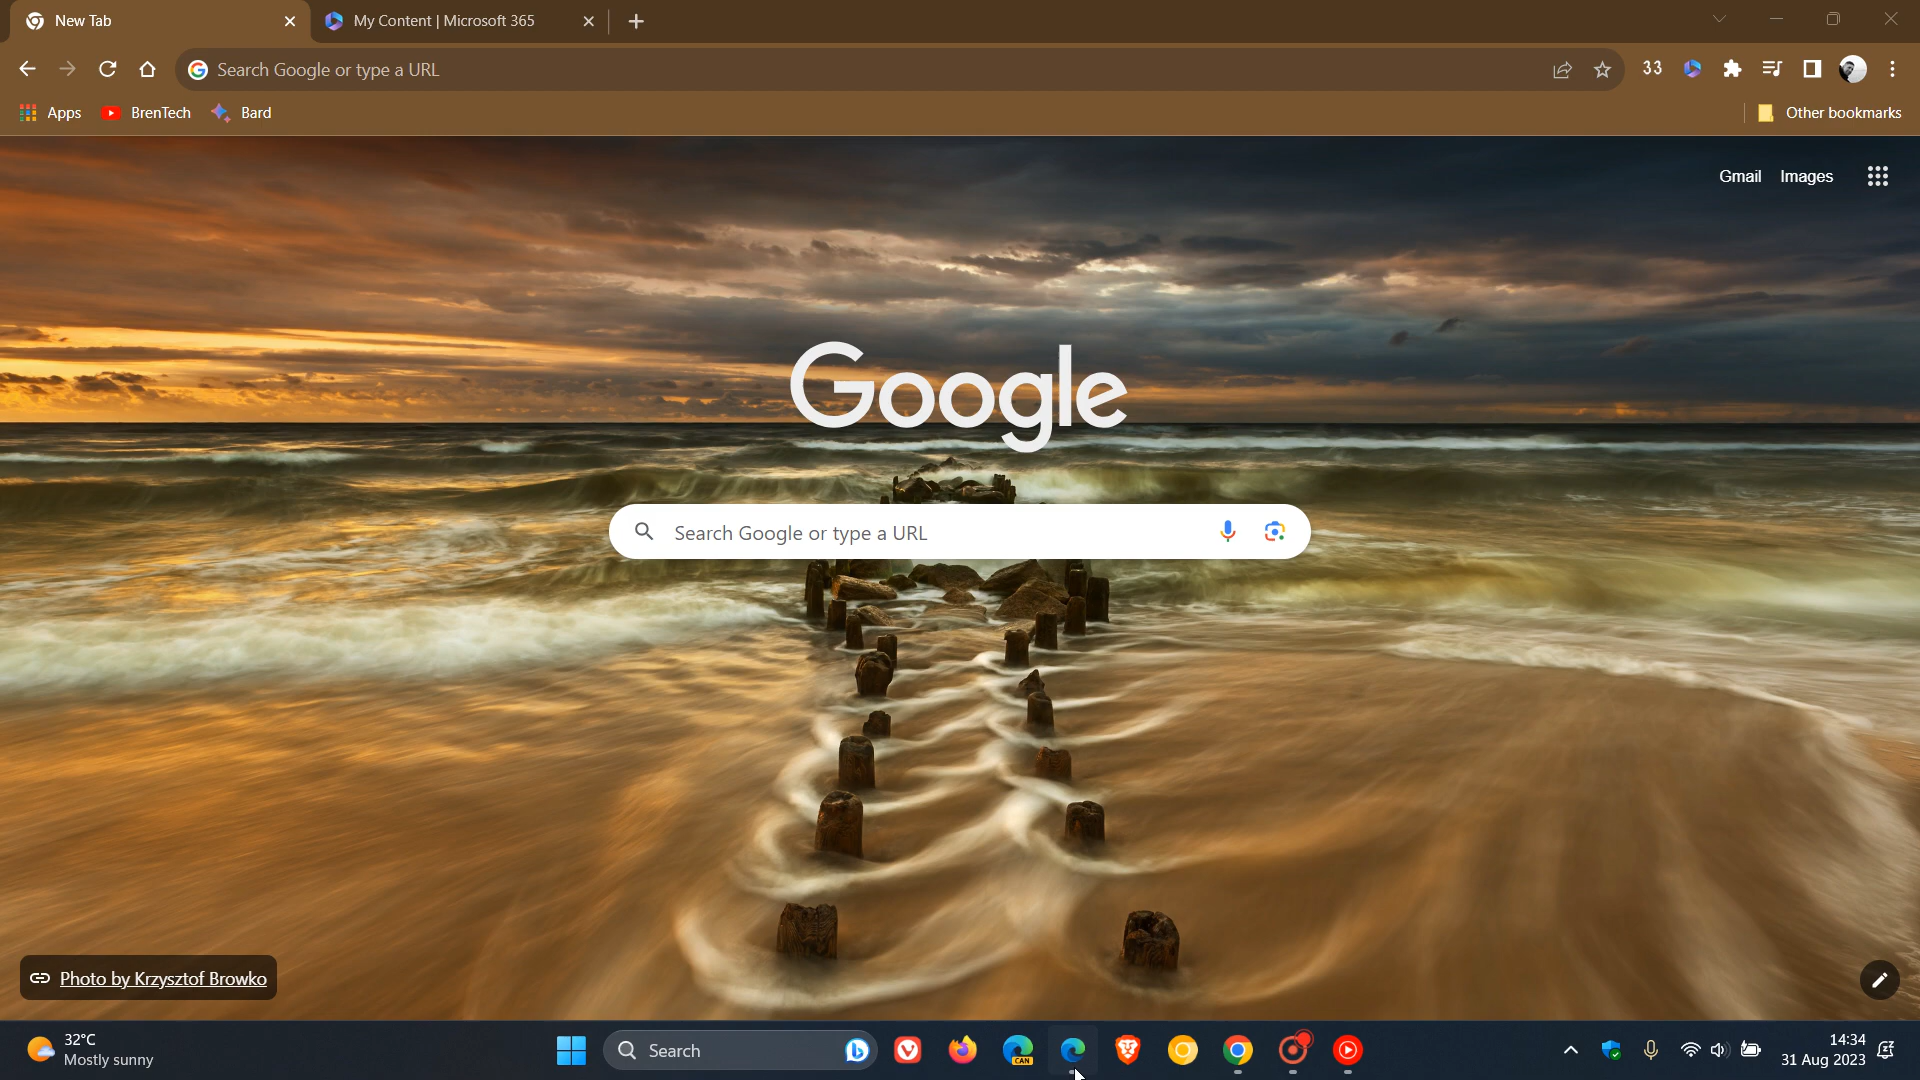 New Tab
My Content | Microsoft 365
Search Google or type a URL
33
Apps
BrenTech
Bard
Other bookmarks
Gmail
Images
Google
Search Google or type a URL
Photo by Krzysztof Browko
32°C
Mostly sunny
Search
CAN
14:34
31 Aug 2023